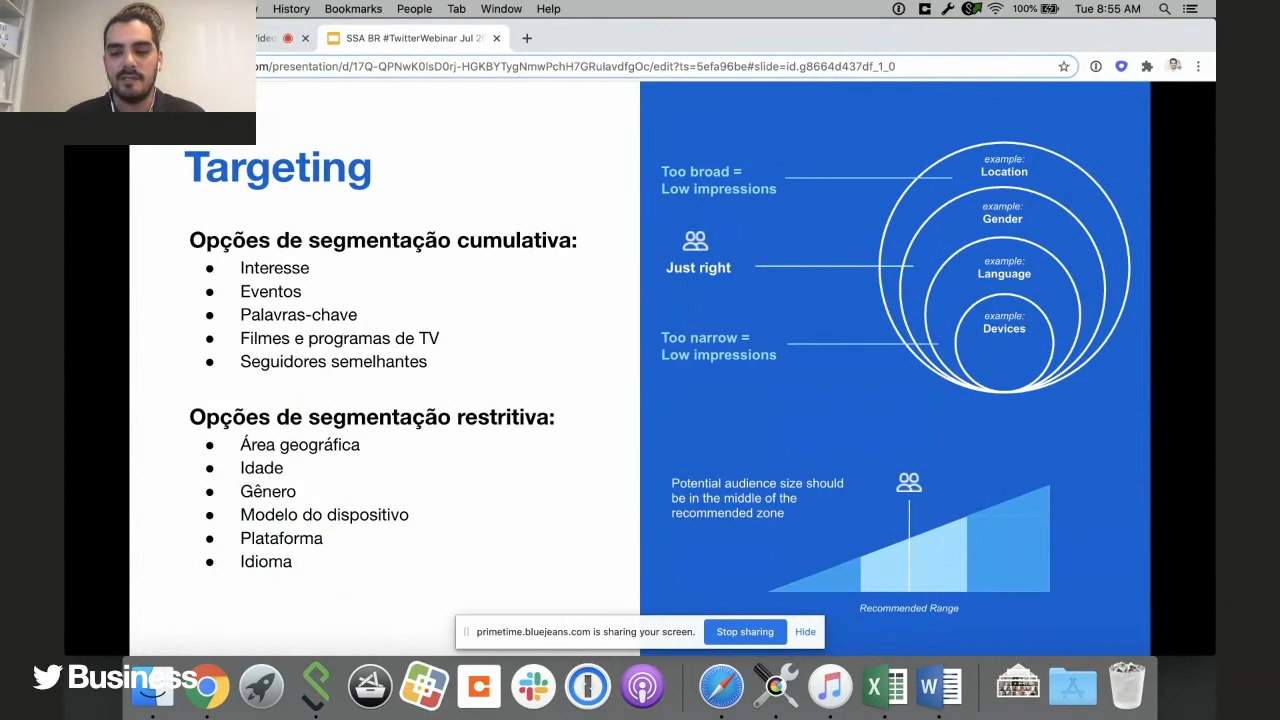 History Bookmarks People Tab Window Help
100%
Tue 8:55 AM
SSA BR #TwitterWebinar Jul 20
om/presentation/d/17Q-QPNwK0lsD0rj-HGKBYTygNmwPchH7GRulavdfgOc/edit?ts=5efa96be#slide=id.g8664d437df_1_0
Targeting
Opções de segmentação cumulativa:
● Interesse
● Eventos
● Palavras-chave
● Filmes e programas de TV
● Seguidores semelhantes
Opções de segmentação restritiva:
● Área geográfica
● Idade
● Gênero
● Modelo do dispositivo
● Plataforma
● Idioma
Too broad =
Low impressions
Just right
Too narrow =
Low impressions
example:
Location
example:
Gender
example:
Language
example:
Devices
Potential audience size should
be in the middle of the
recommended zone
Recommended Range
primetime.bluejeans.com is sharing your screen.
Stop sharing
Hide
Business